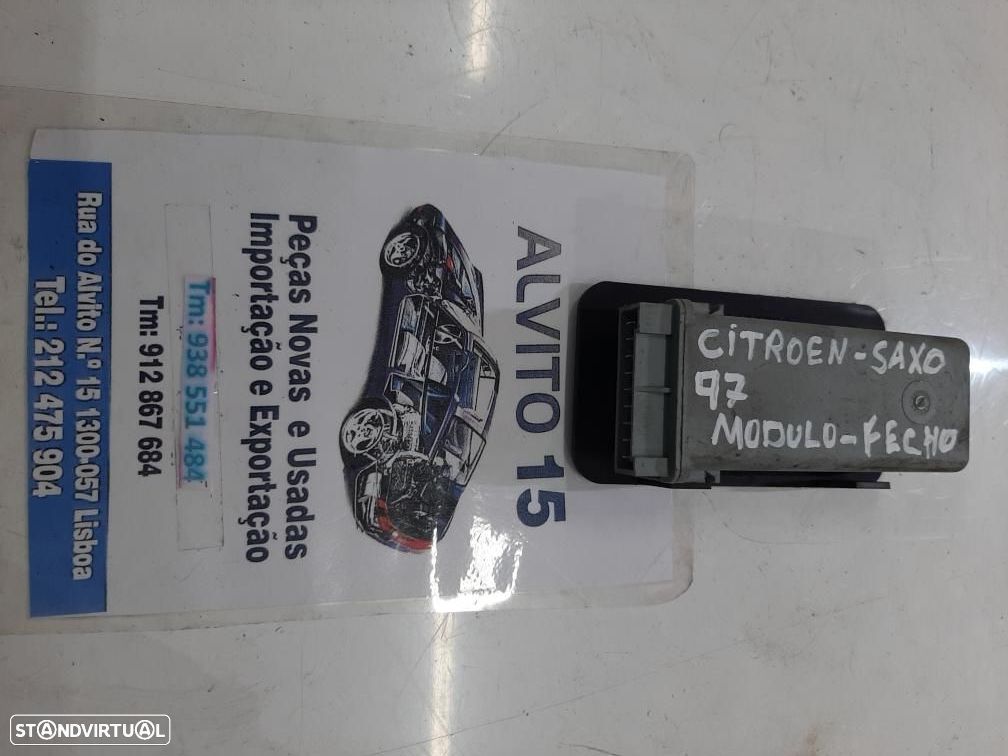 ALVITO 15
Peças Novas e Usadas
Importação e Exportação
Tm: 938 551 484
Tm: 912 867 684
Rua do Alvito N.º 15 1300-057 Lisboa
Tel.: 212 475 904
CITROEN-SAXO
97
MODULO-FECHO
STANDVIRTUAL